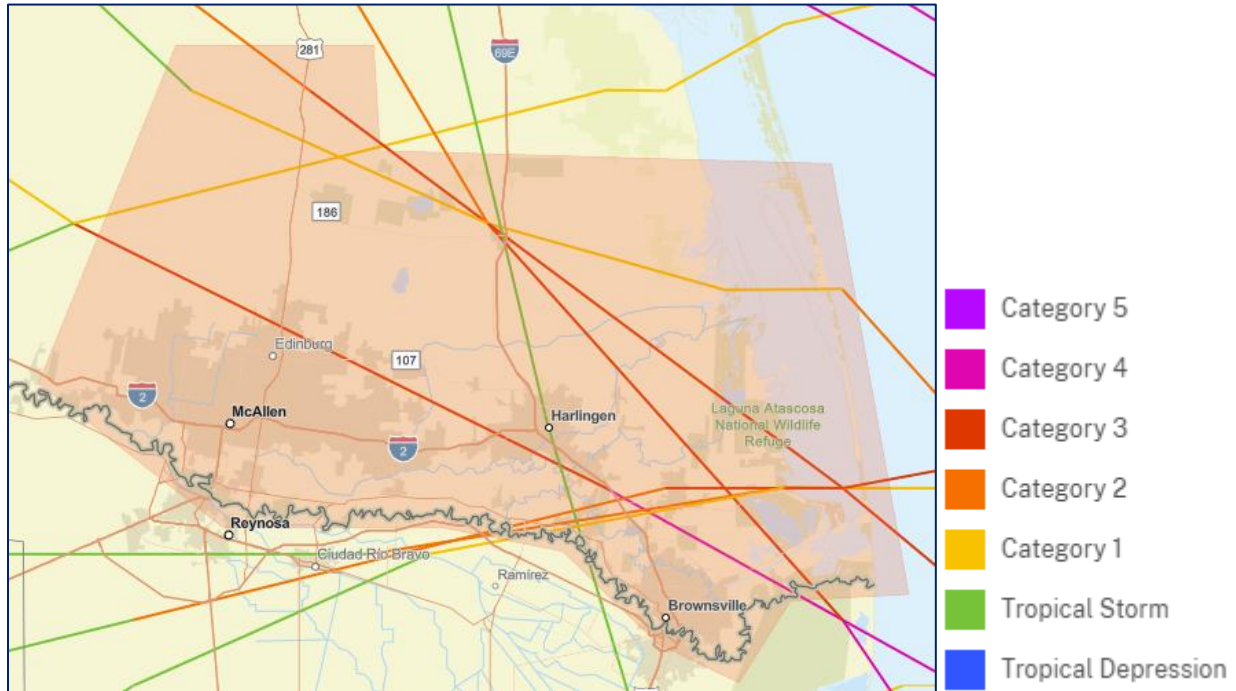 281
69E
186
Edinburg
107
2
McAllen
Harlingen
Laguna Atascosa
National Wildlife
Refuge
2
Reynosa
Ciudad Río Bravo
Ramírez
Brownsville
Category 5
Category 4
Category 3
Category 2
Category 1
Tropical Storm
Tropical Depression